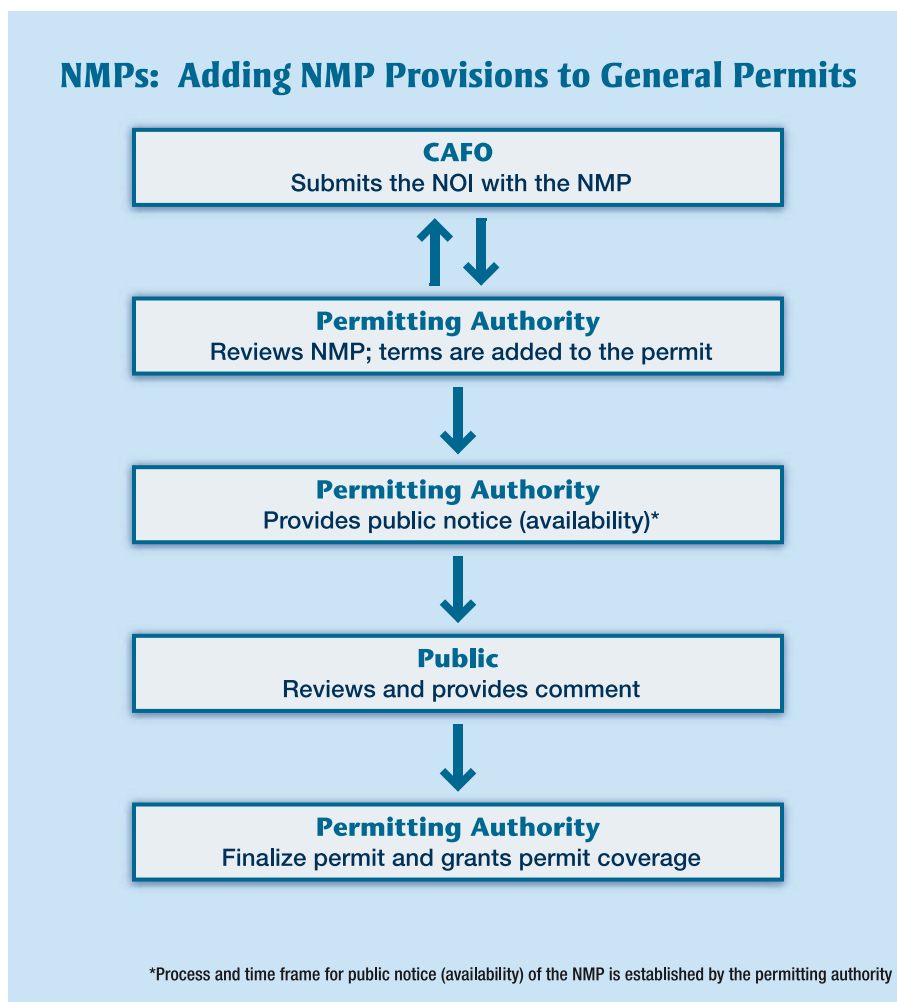 NMPs: Adding NMP Provisions to General Permits
CAFO
Submits the NOI with the NMP
Permitting Authority
Reviews NMP; terms are added to the permit
Permitting Authority
Provides public notice (availability)*
Public
Reviews and provides comment
Permitting Authority
Finalize permit and grants permit coverage
*Process and time frame for public notice (availability) of the NMP is established by the permitting authority